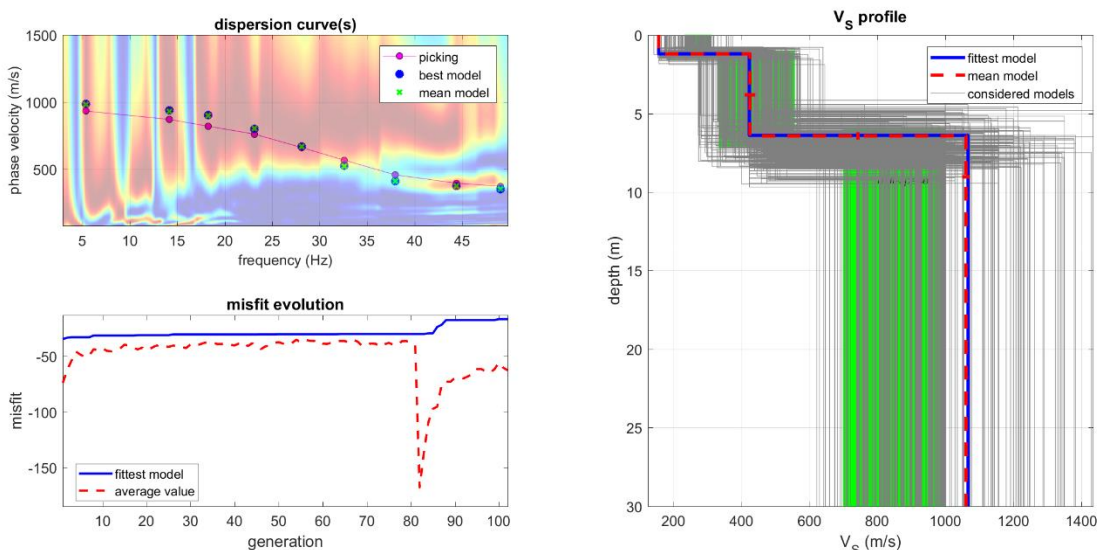 dispersion curve(s)
1500
1000
500
phase velocity (m/s)
picking
best model
mean model
5 10 15 20 25 30 35 40 45
frequency (Hz)
misfit evolution
-50
-100
-150
misfit
fittest model
average value
10 20 30 40 50 60 70 80 90 100
generation
V_S profile
0
5
10
15
20
25
30
depth (m)
fittest model
mean model
considered models
200 400 600 800 1000 1200 1400
V_S (m/s)